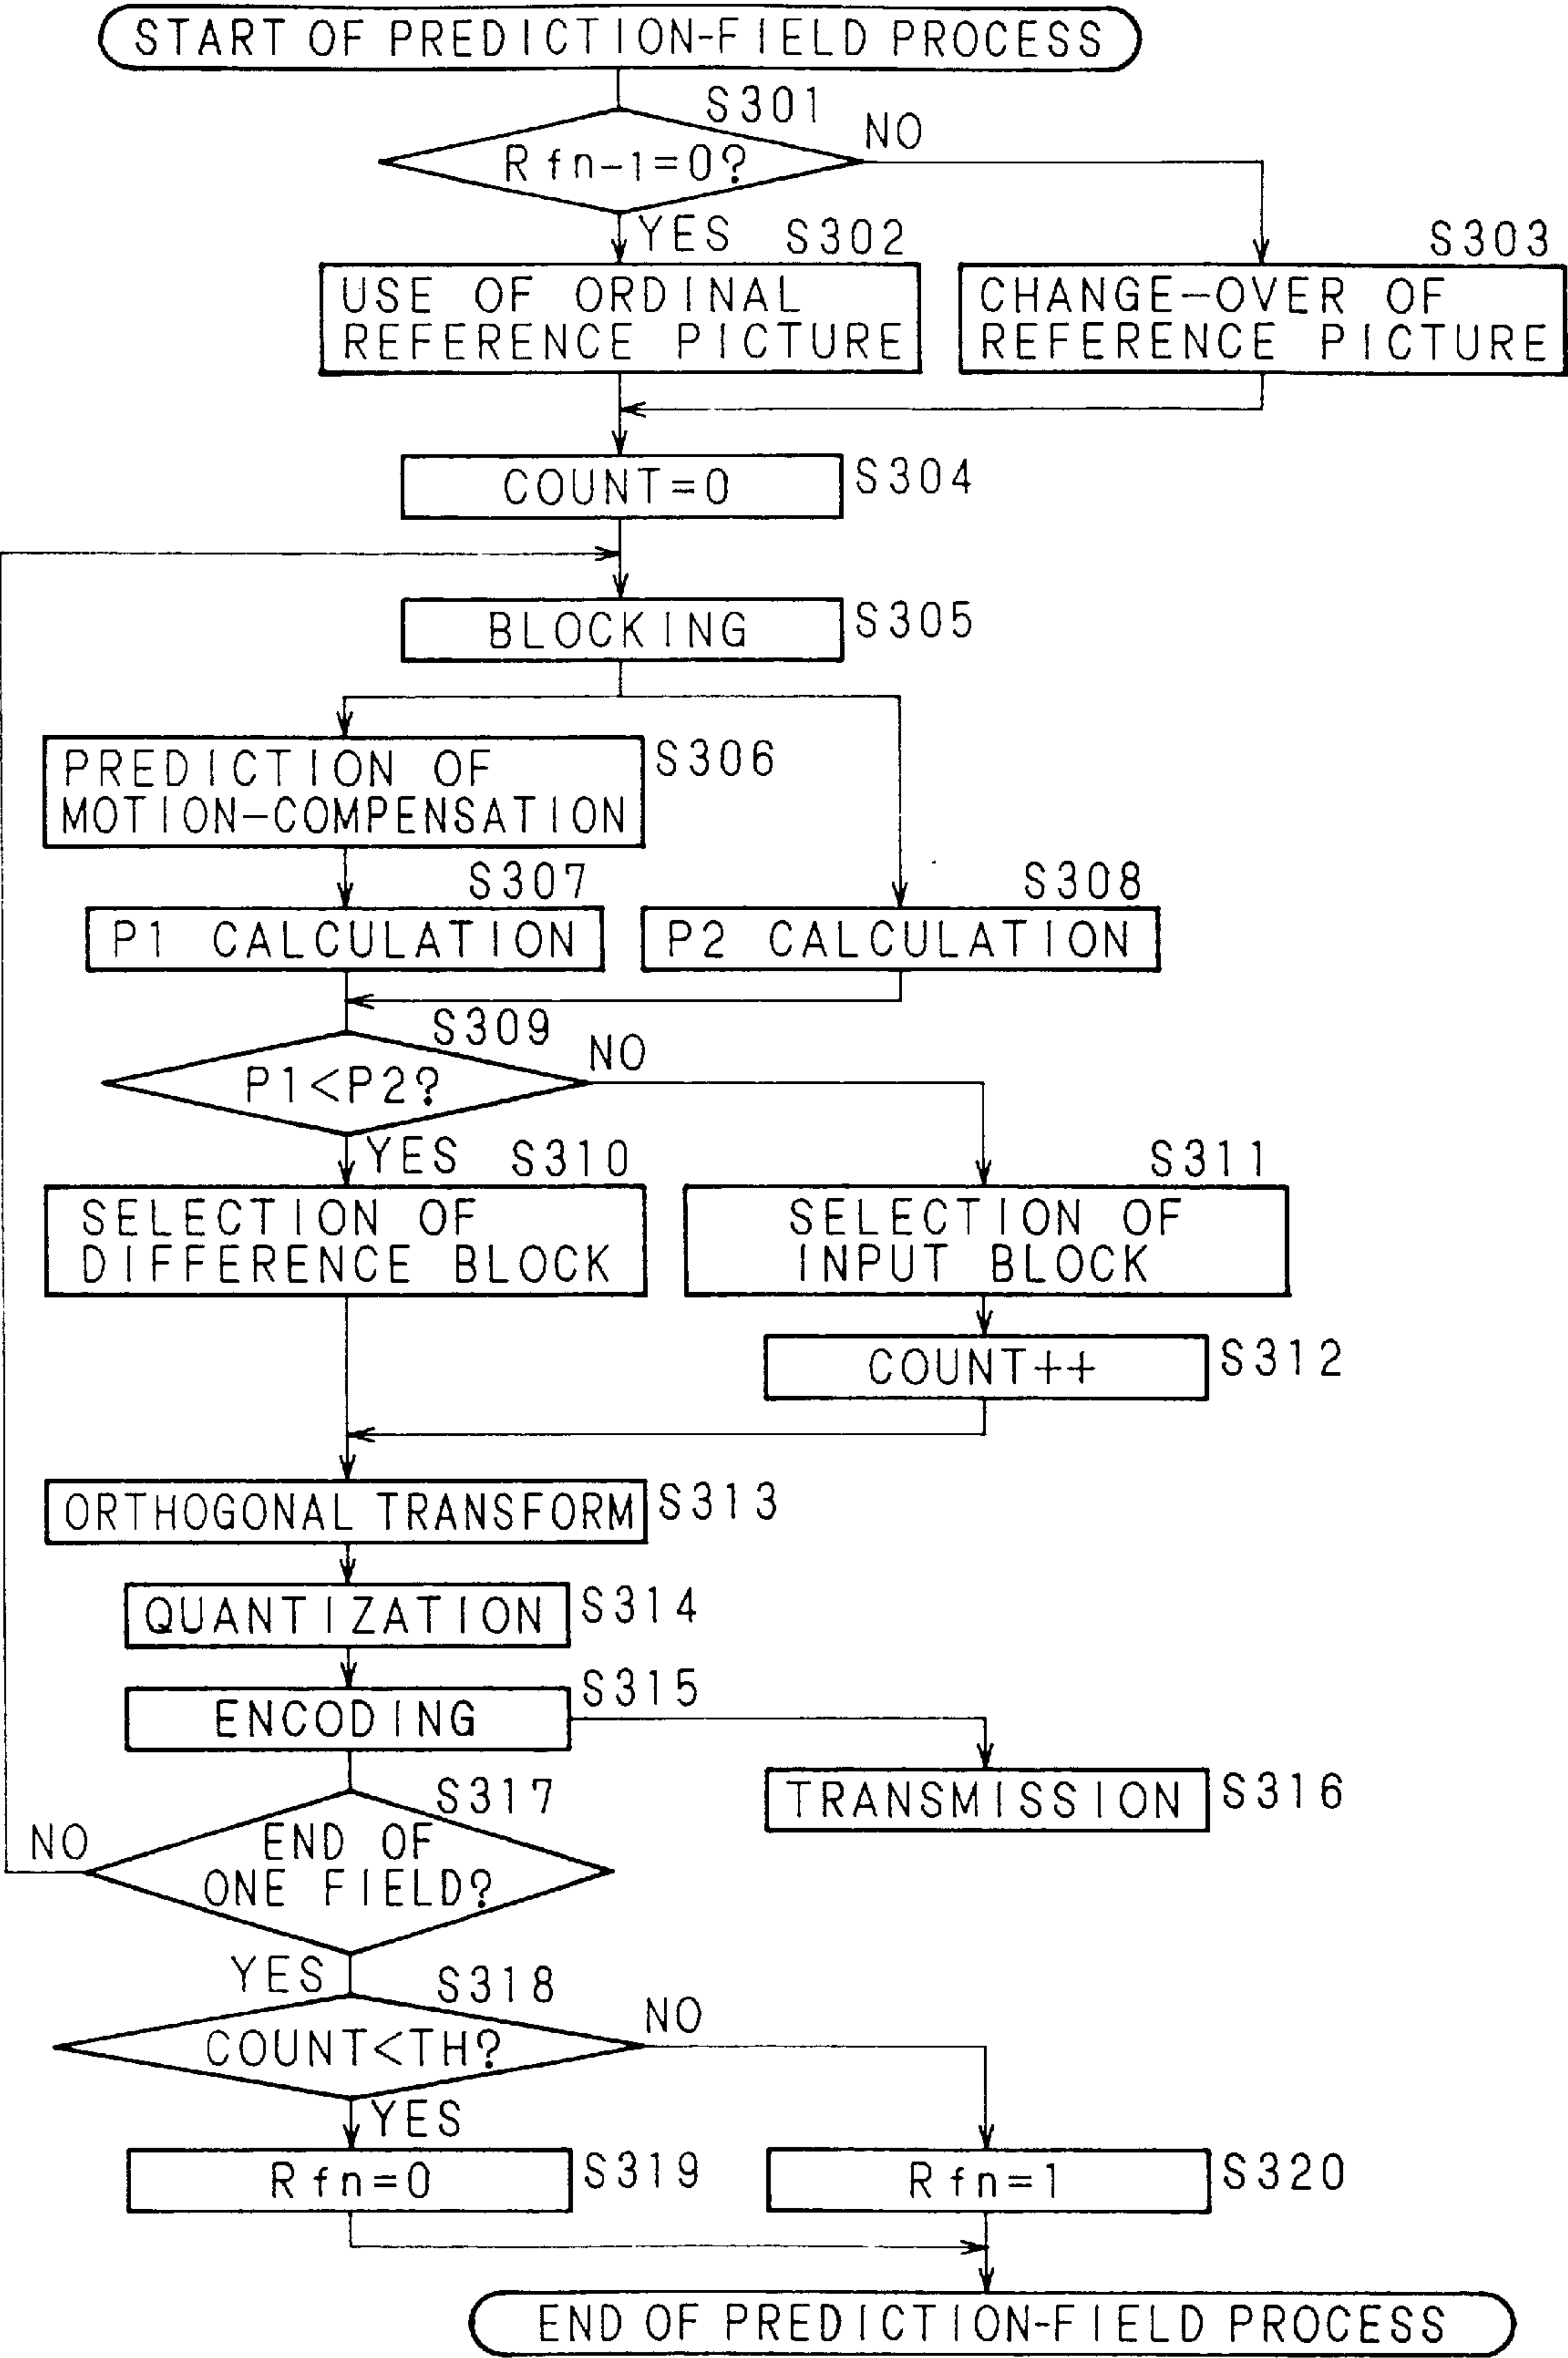 START OF PREDICTION-FIELD PROCESS
S301
Rfn-1=0?
NO
YES
S302
S303
USE OF ORDINAL
REFERENCE PICTURE
CHANGE-OVER OF
REFERENCE PICTURE
COUNT=0
S304
BLOCKING
S305
PREDICTION OF
MOTION-COMPENSATION
S306
S307
S308
P1 CALCULATION
P2 CALCULATION
S309
P1<P2?
NO
YES
S310
S311
SELECTION OF
DIFFERENCE BLOCK
SELECTION OF
INPUT BLOCK
COUNT++
S312
ORTHOGONAL TRANSFORM
S313
QUANTIZATION
S314
ENCODING
S315
TRANSMISSION
S316
S317
END OF
ONE FIELD?
NO
YES
S318
COUNT<TH?
NO
YES
Rfn=0
S319
Rfn=1
S320
END OF PREDICTION-FIELD PROCESS